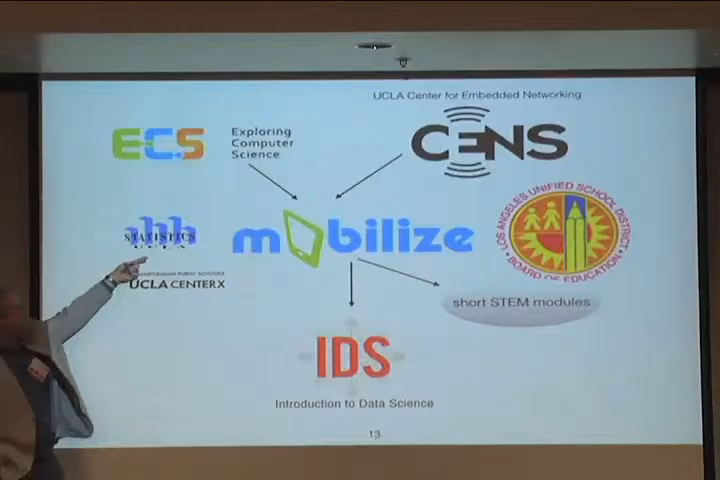 UCLA Center for Embedded Networking
ECS
Exploring
Computer
Science
CENS
LOS ANGELES UNIFIED SCHOOL DISTRICT
BOARD OF EDUCATION
STATISTICS
mobilize
UCLA CENTER X
short STEM modules
IDS
Introduction to Data Science
13